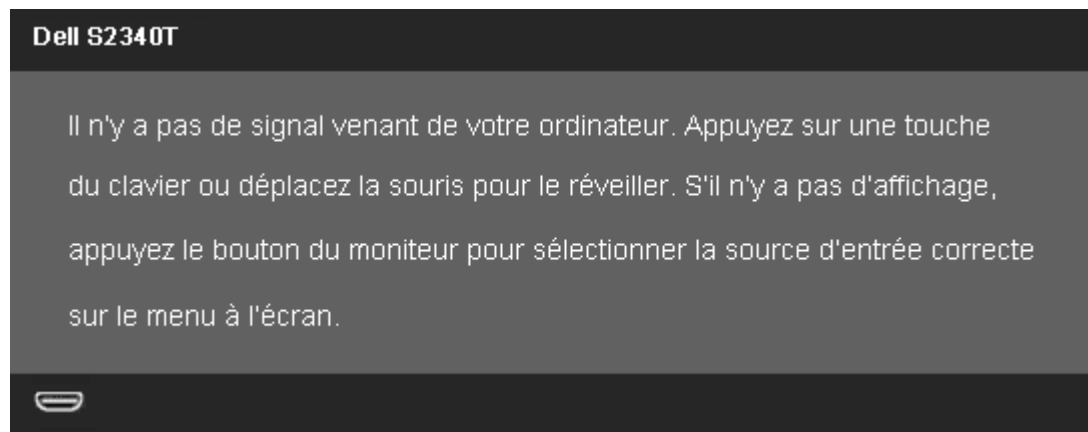 Dell S2340T
Il n'y a pas de signal venant de votre ordinateur. Appuyez sur une touche
du clavier ou déplacez la souris pour le réveiller. S'il n'y a pas d'affichage,
appuyez le bouton du moniteur pour sélectionner la source d'entrée correcte
sur le menu à l'écran.